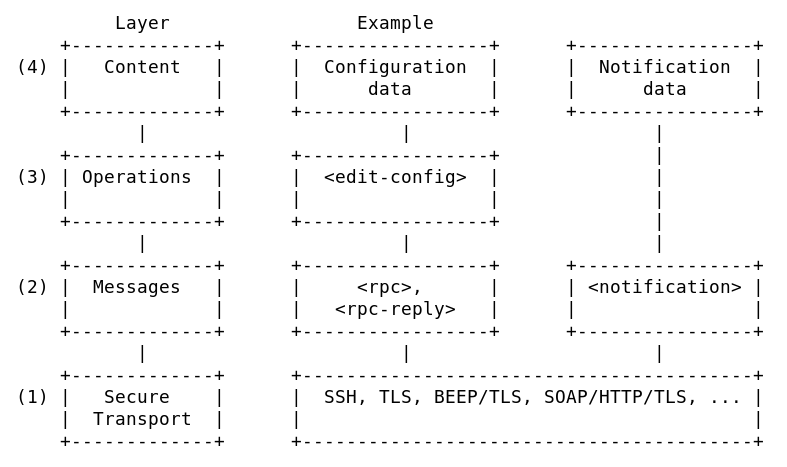 Layer Example
(4) Content Configuration Notification
data data
(3) Operations <edit-config>
(2) Messages <rpc>, <notification>
<rpc-reply>
(1) Secure SSH, TLS, BEEP/TLS, SOAP/HTTP/TLS, ...
Transport